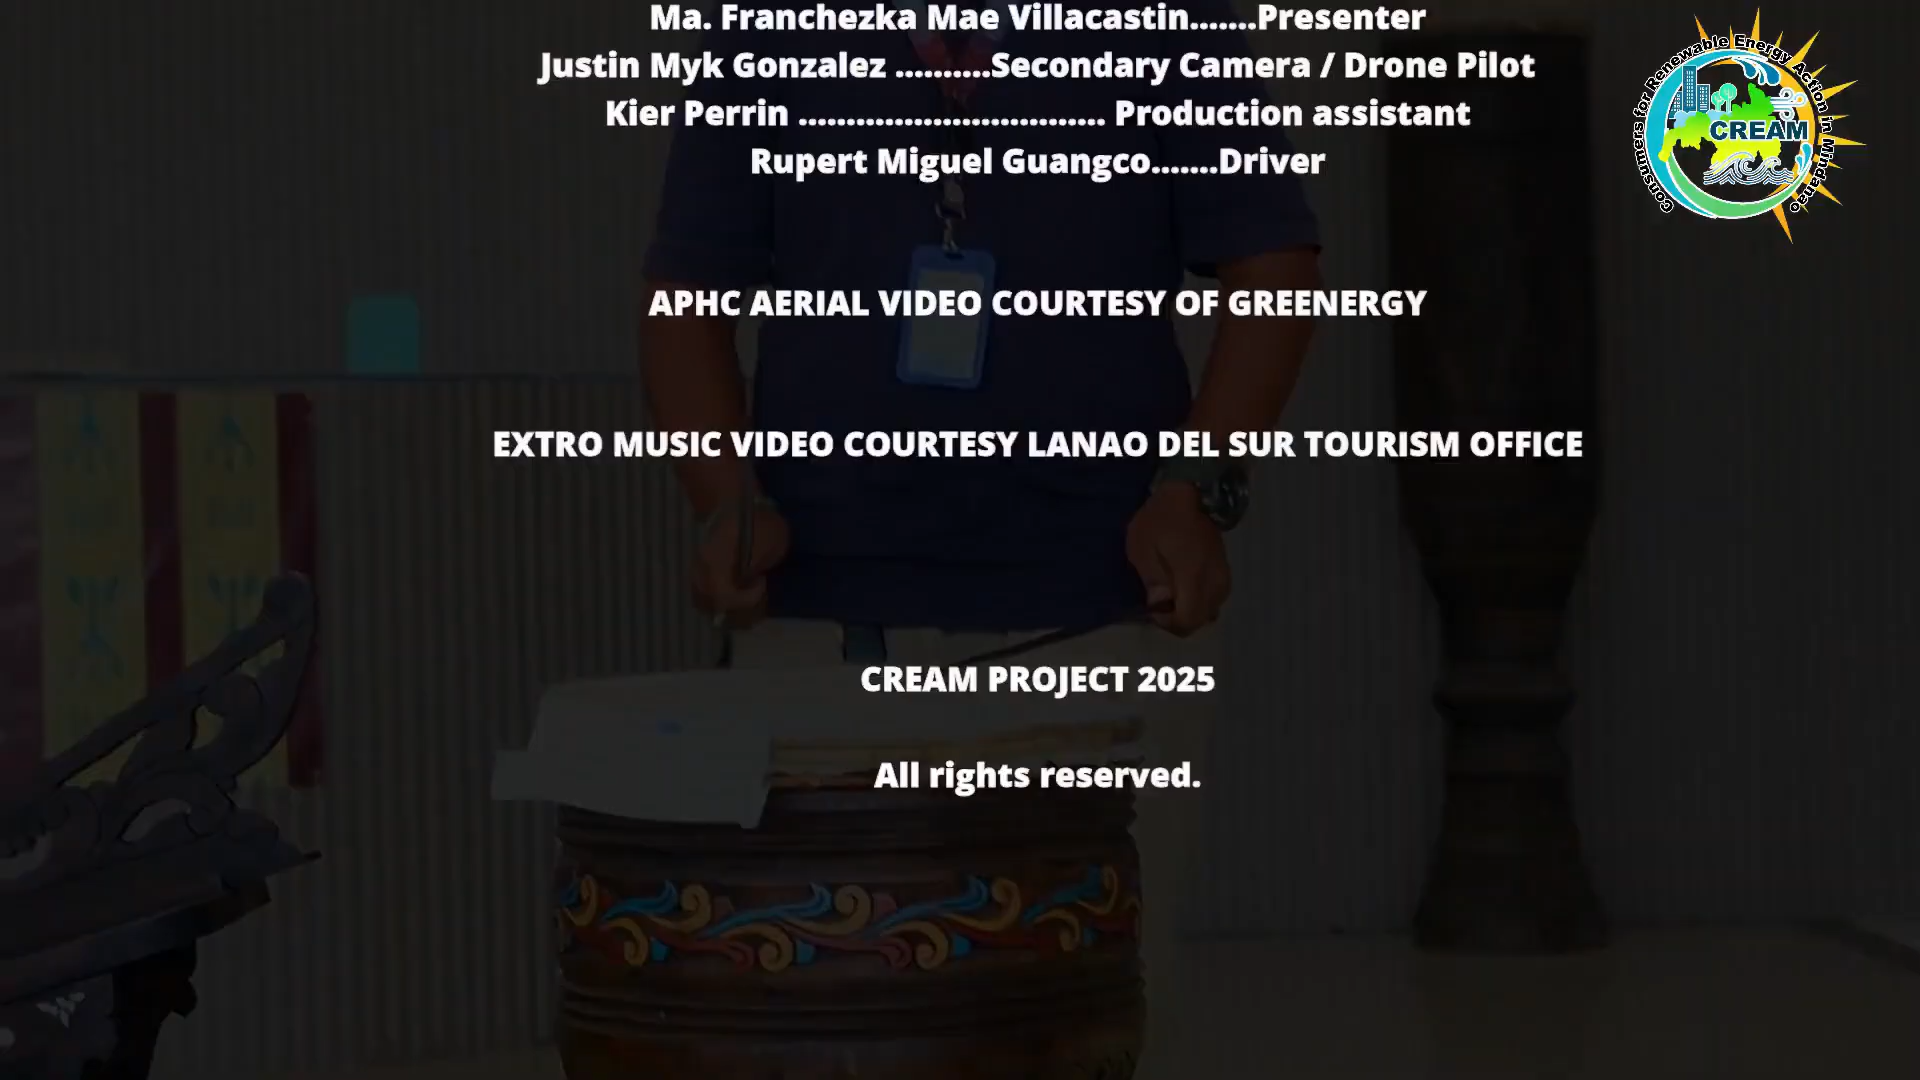 Ma. Franchezka Mae Villacastin.......Presenter
Justin Myk Gonzalez ..........Secondary Camera / Drone Pilot
Kier Perrin ................................ Production assistant
Rupert Miguel Guangco.......Driver
APHC AERIAL VIDEO COURTESY OF GREENERGY
EXTRO MUSIC VIDEO COURTESY LANAO DEL SUR TOURISM OFFICE
CREAM PROJECT 2025
All rights reserved.
Consumers for Renewable Energy Action in Mindanao
CREAM